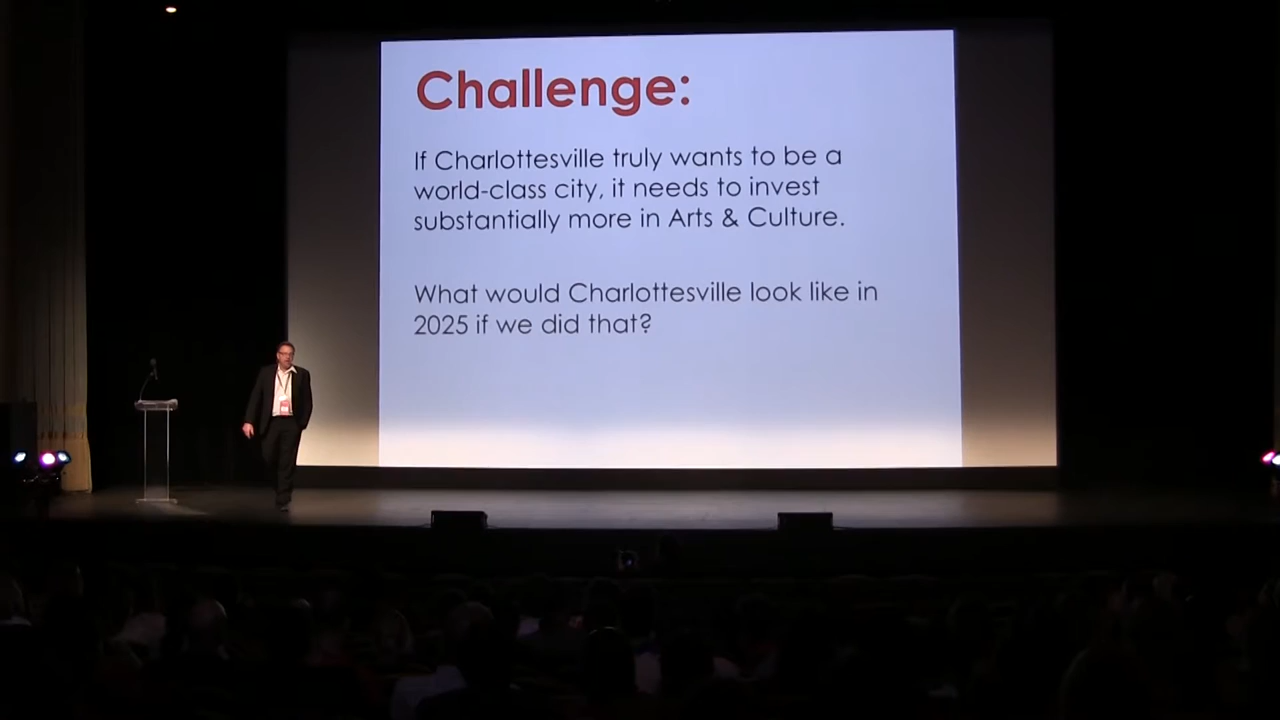 Challenge:
If Charlottesville truly wants to be a
world-class city, it needs to invest
substantially more in Arts & Culture.
What would Charlottesville look like in
2025 if we did that?